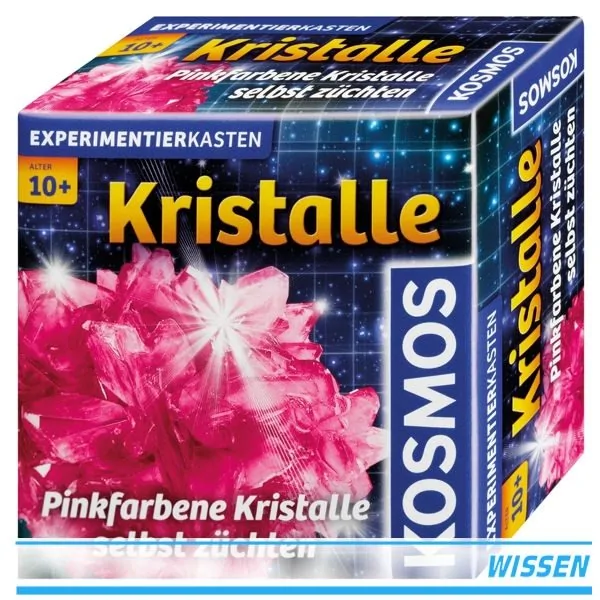 EXPERIMENTIERKASTEN
10+
Kristalle
Pinkfarbene Kristalle
selbst züchten
KOSMOS
EXPERIMENTIERKASTEN
ALTER
10+
Kristalle
Pinkfarbene Kristalle
selbst züchten
KOSMOS
KOSMOS
Kristalle
Pinkfarbene Kristalle
selbst züchten
EXPERIMENTIERKASTEN
10+
WISSEN